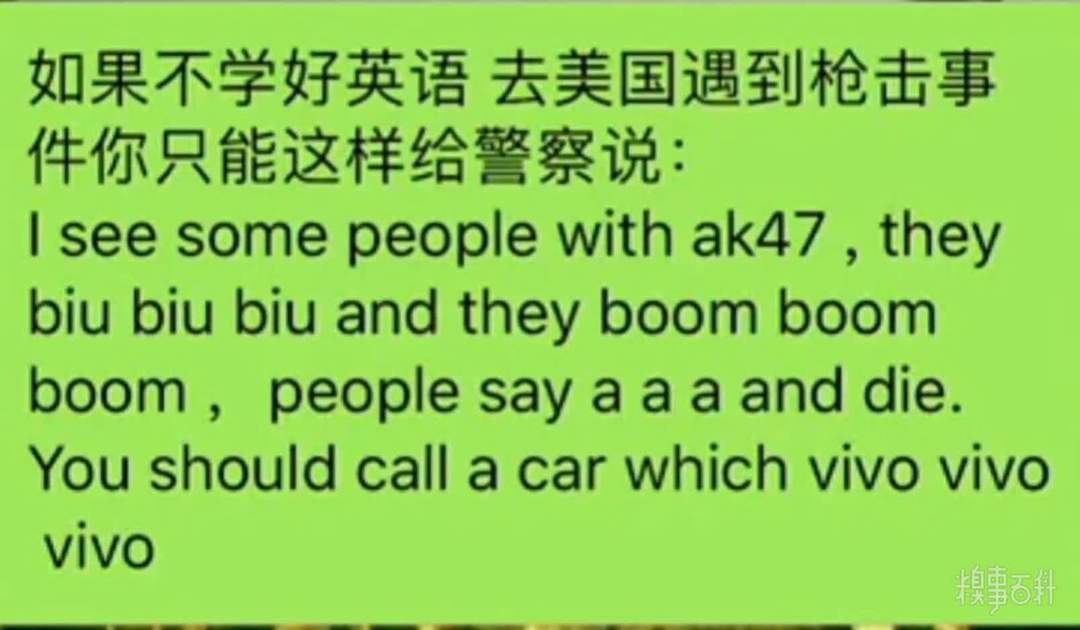 如果不学好英语 去美国遇到枪击事
件你只能这样给警察说：
I see some people with ak47 , they
biu biu biu and they boom boom
boom ， people say a a a and die.
You should call a car which vivo vivo
vivo
糗事百科